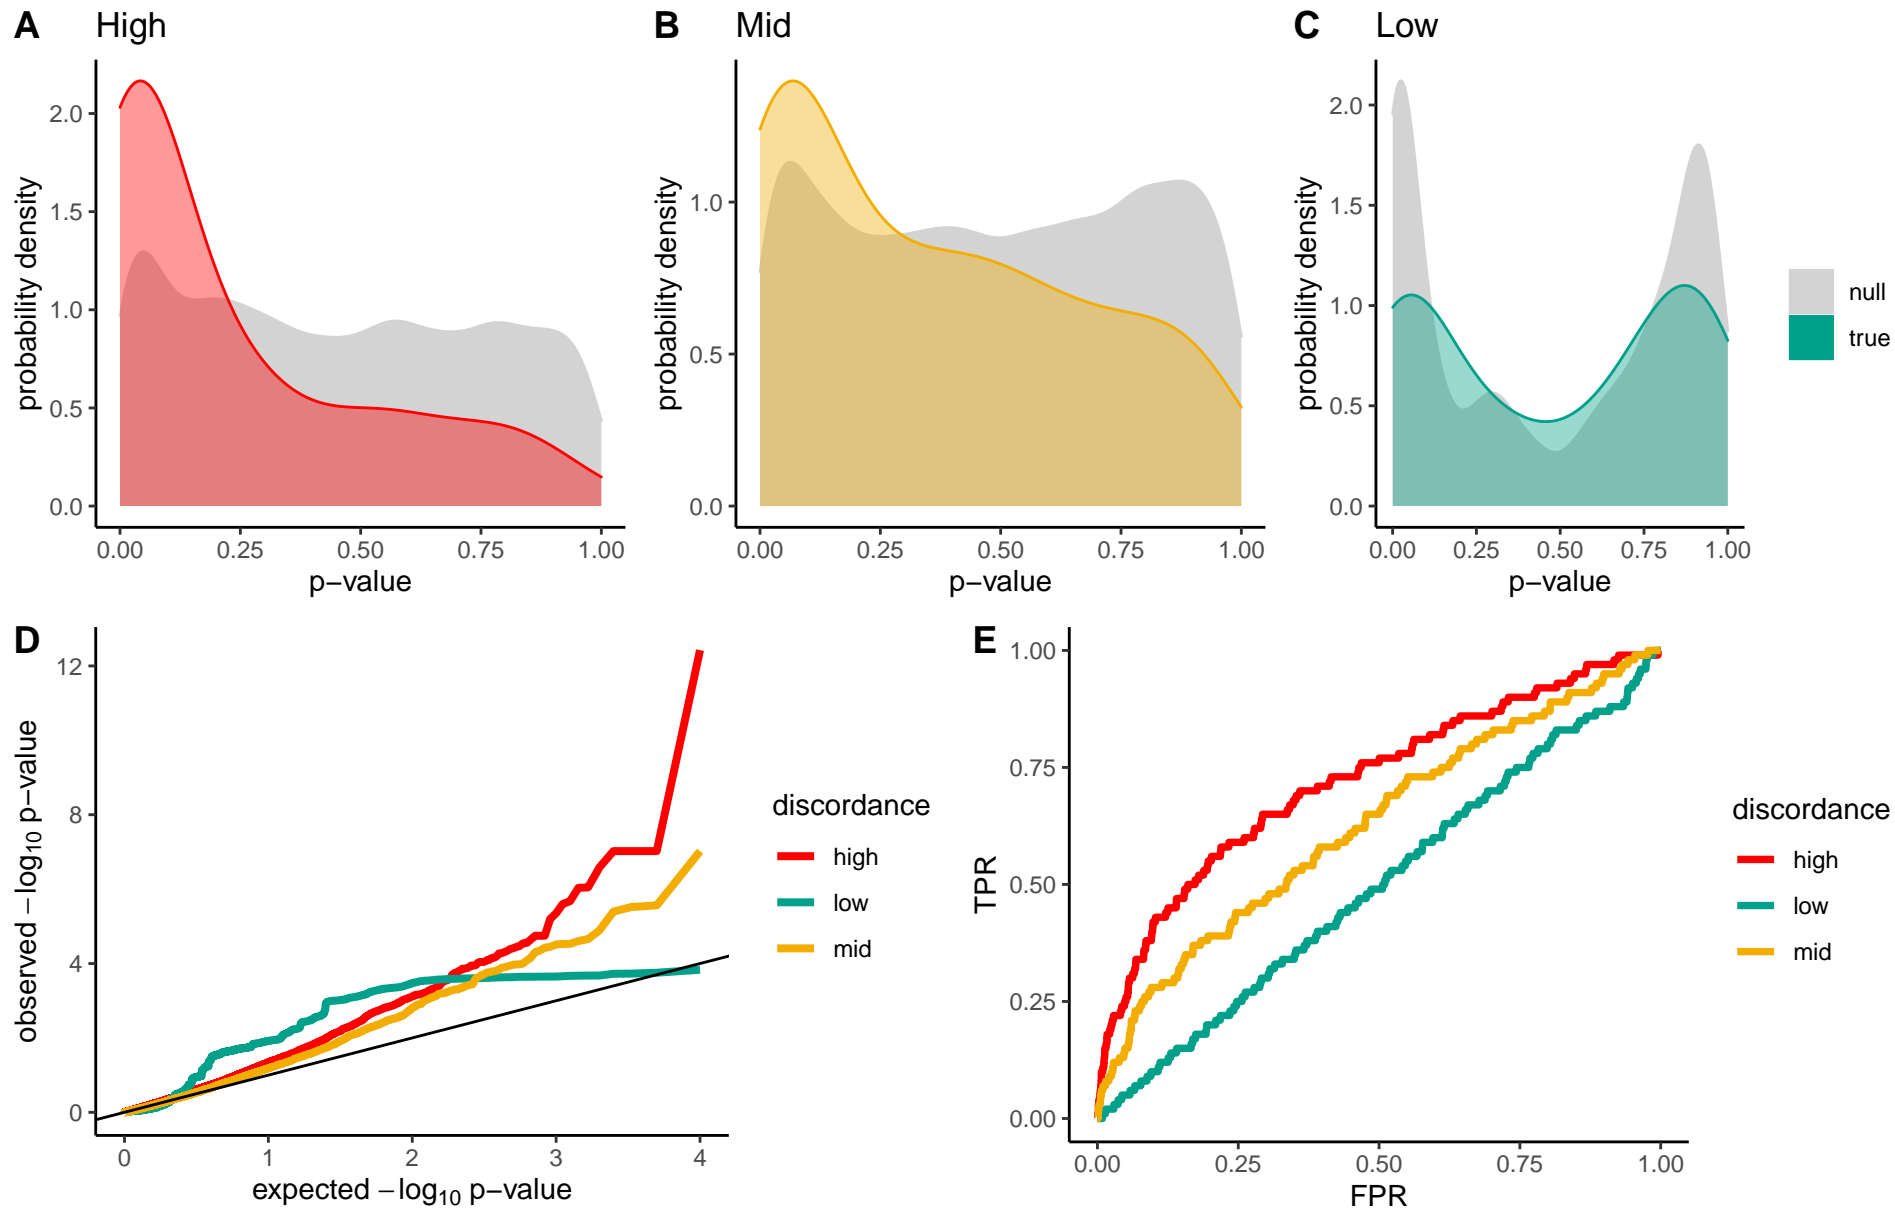 A High
B Mid
C Low
probability density
2.0
1.5
1.0
0.5
0.0
0.00 0.25 0.50 0.75 1.00
p−value
probability density
1.0
0.5
0.0
0.00 0.25 0.50 0.75 1.00
p−value
probability density
2.0
1.5
1.0
0.5
0.0
0.00 0.25 0.50 0.75 1.00
p−value
null
true
D
observed −log10 p−value
12
8
4
0
0 1 2 3 4
expected −log10 p−value
discordance
high
low
mid
E
TPR
1.00
0.75
0.50
0.25
0.00
0.00 0.25 0.50 0.75 1.00
FPR
discordance
high
low
mid